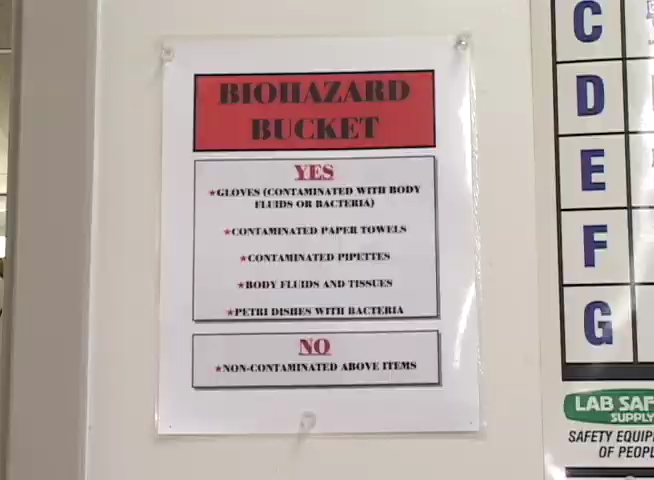 BIOHAZARD
BUCKET
YES
★GLOVES (CONTAMINATED WITH BODY
FLUIDS OR BACTERIA)
★CONTAMINATED PAPER TOWELS
★CONTAMINATED PIPETTES
★BODY FLUIDS AND TISSUES
★PETRI DISHES WITH BACTERIA
NO
★NON-CONTAMINATED ABOVE ITEMS
C
D
E
F
G
LAB SAF
SUPPLY
SAFETY EQUIP
OF PEOPL